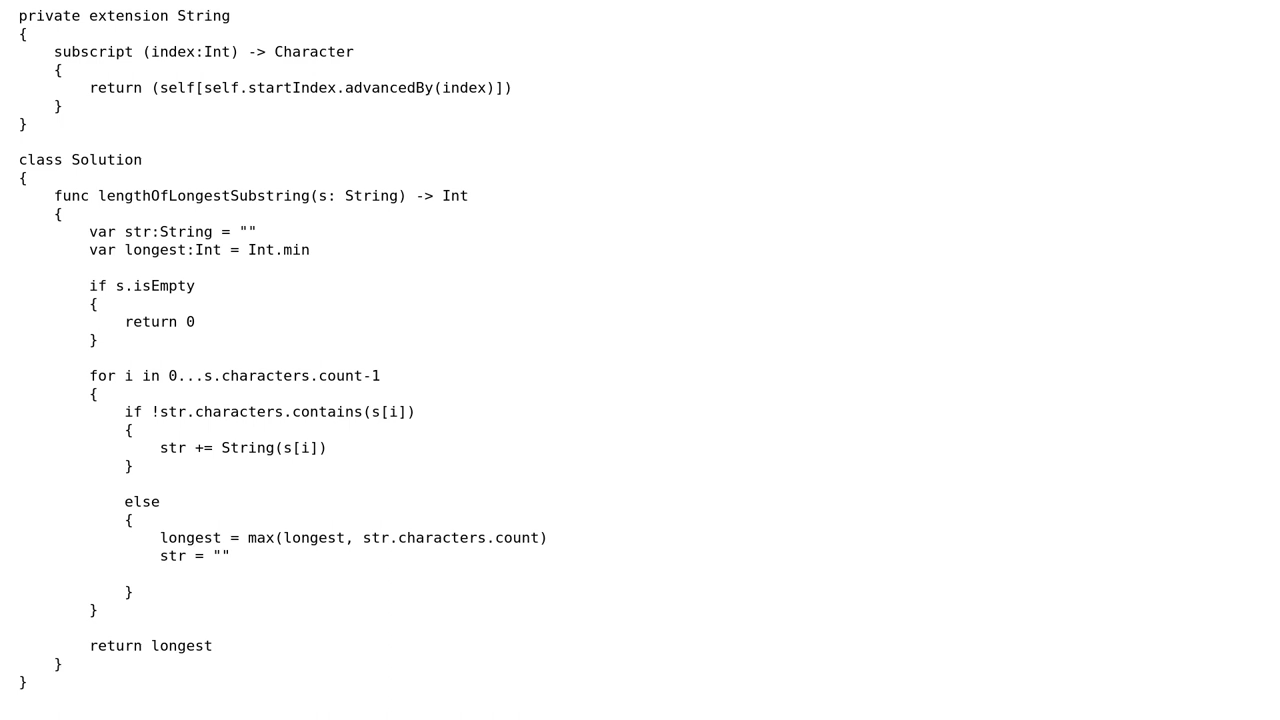 private extension String
{
    subscript (index:Int) -> Character
    {
        return (self[self.startIndex.advancedBy(index)])
    }
}

class Solution
{
    func lengthOfLongestSubstring(s: String) -> Int
    {
        var str:String = ""
        var longest:Int = Int.min

        if s.isEmpty
        {
            return 0
        }

        for i in 0...s.characters.count-1
        {
            if !str.characters.contains(s[i])
            {
                str += String(s[i])
            }

            else
            {
                longest = max(longest, str.characters.count)
                str = ""

            }
        }

        return longest
    }
}